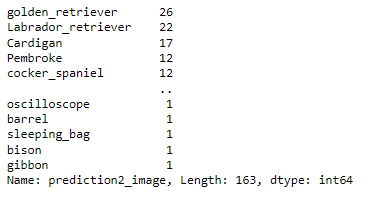 golden_retriever 26
Labrador_retriever 22
Cardigan 17
Pembroke 12
cocker_spaniel 12
..
oscilloscope 1
barrel 1
sleeping_bag 1
bison 1
gibbon 1
Name: prediction2_image, Length: 163, dtype: int64